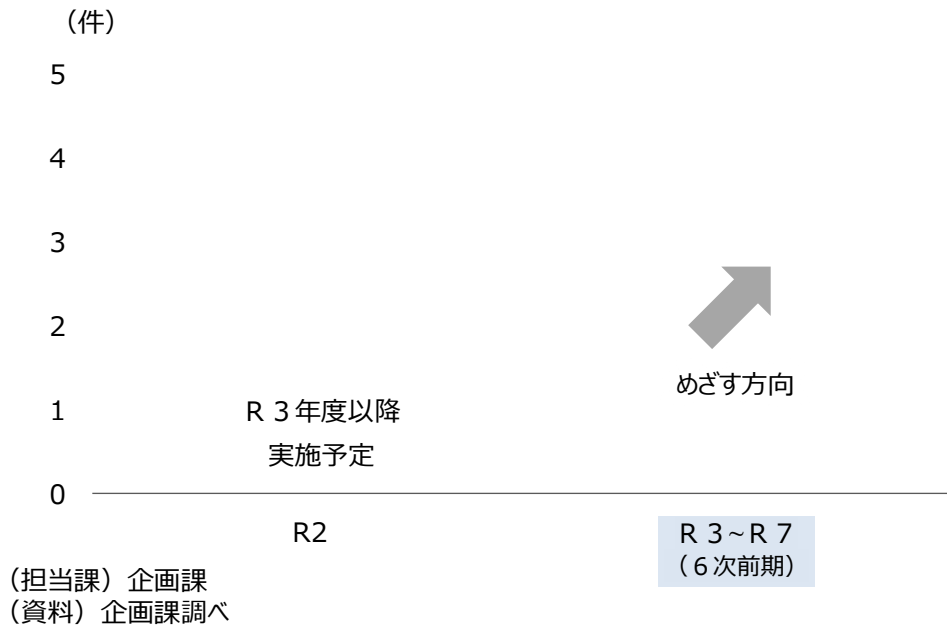 （件）
5
4
3
2
1
0
Ｒ３年度以降
実施予定
めざす方向
R2
Ｒ３~Ｒ７
（６次前期）
（担当課）企画課
（資料）企画課調べ